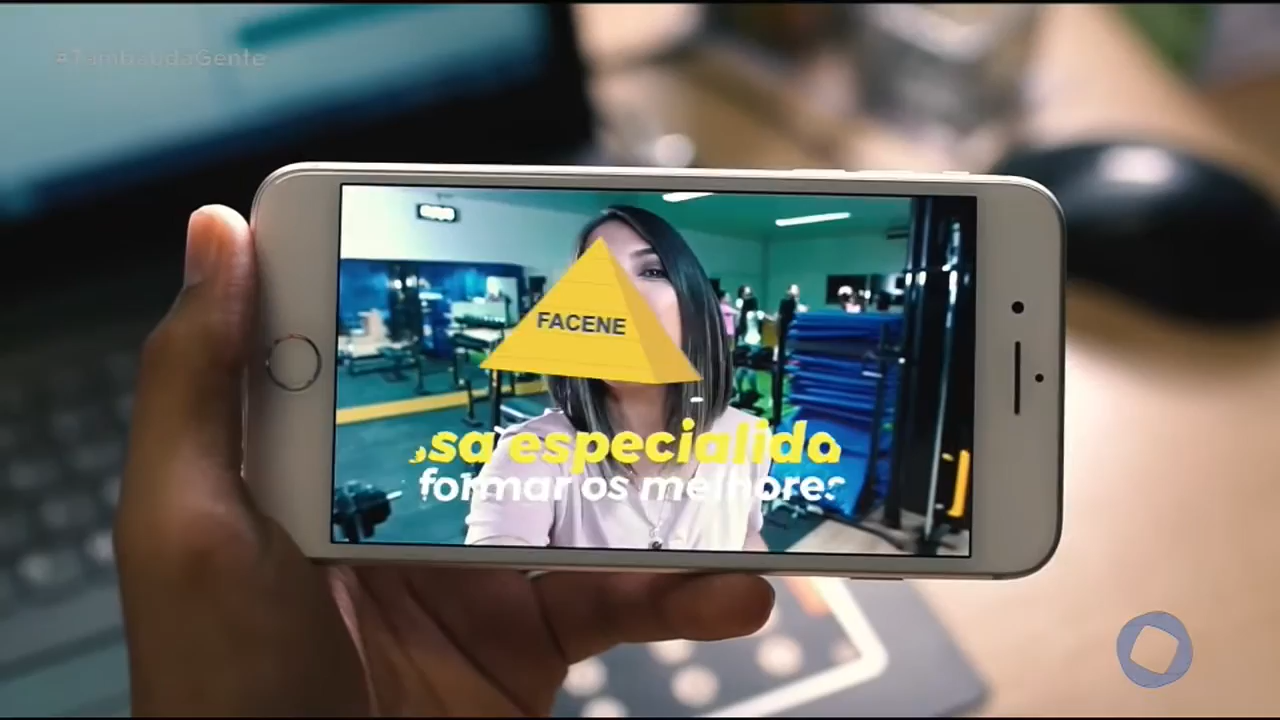 #TambaúdaGente
FACENE
sa especialida
formar os melhores